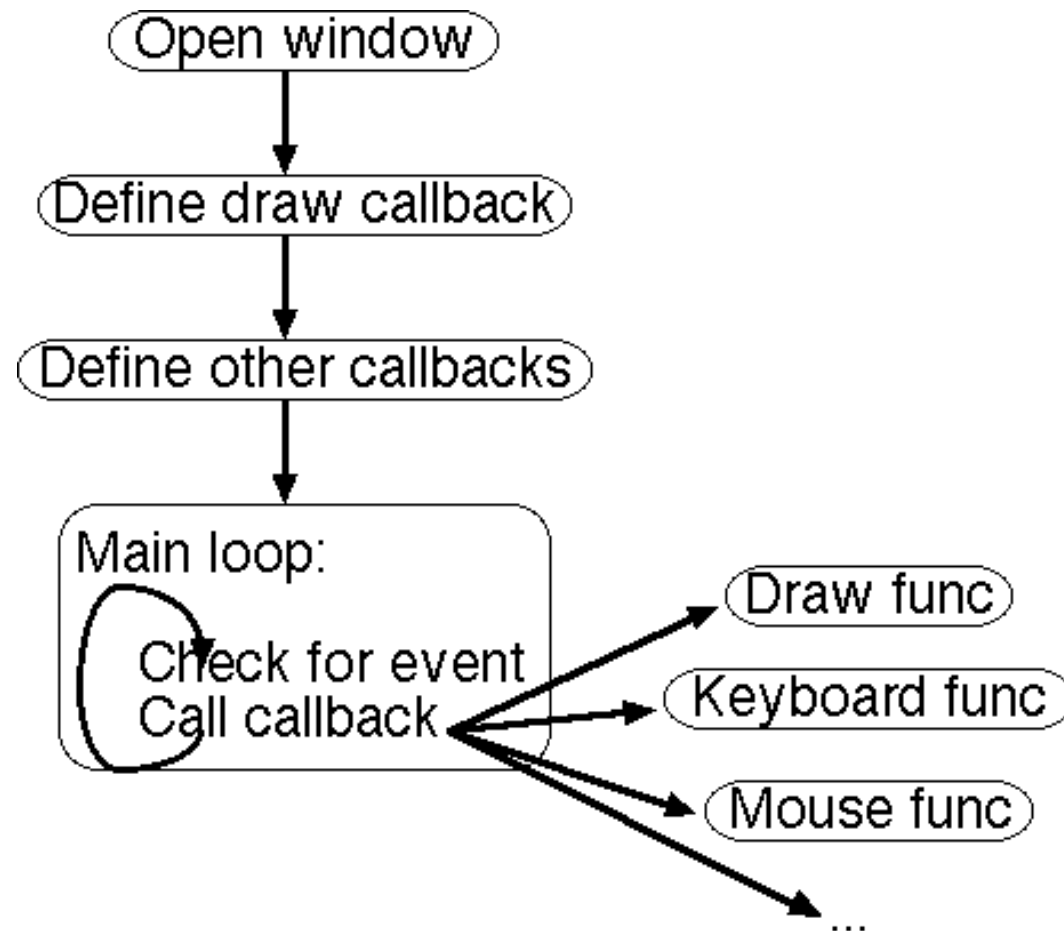 Open window
Define draw callback
Define other callbacks
Main loop:
Check for event
Call callback
Draw func
Keyboard func
Mouse func
...